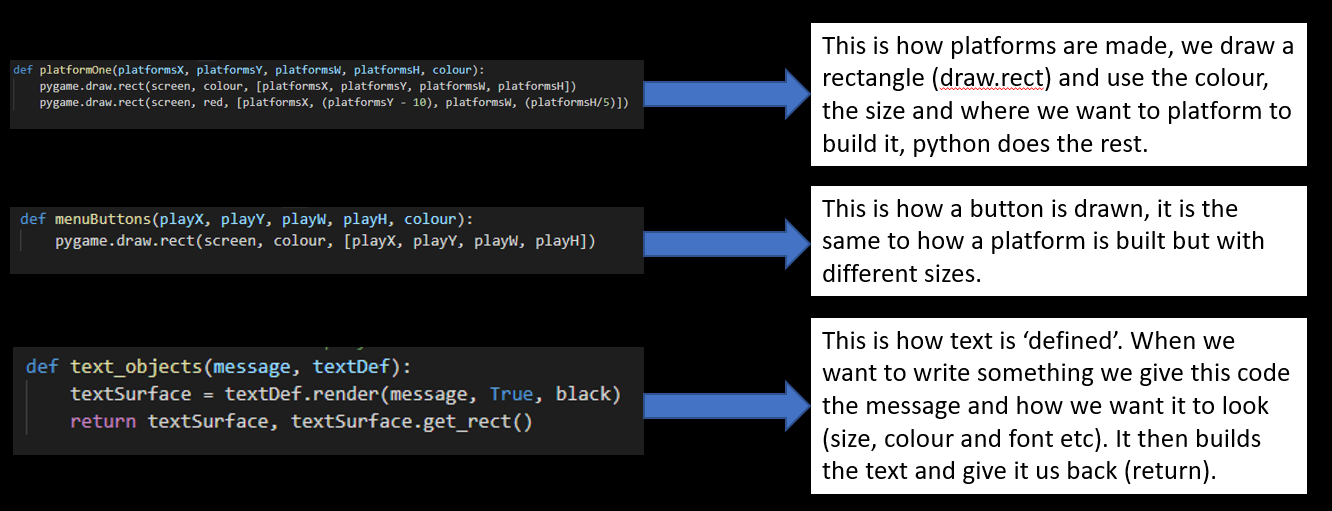 def platformOne(platformsX, platformsY, platformsW, platformsH, colour):
pygame.draw.rect(screen, colour, [platformsX, platformsY, platformsW, platformsH])
pygame.draw.rect(screen, red, [platformsX, (platformsY - 10), platformsW, (platformsH/5)])
This is how platforms are made, we draw a
rectangle (draw.rect) and use the colour,
the size and where we want to platform to
build it, python does the rest.
def menuButtons(playX, playY, playW, playH, colour):
pygame.draw.rect(screen, colour, [playX, playY, playW, playH])
This is how a button is drawn, it is the
same to how a platform is built but with
different sizes.
def text_objects(message, textDef):
textSurface = textDef.render(message, True, black)
return textSurface, textSurface.get_rect()
This is how text is ‘defined’. When we
want to write something we give this code
the message and how we want it to look
(size, colour and font etc). It then builds
the text and give it us back (return).